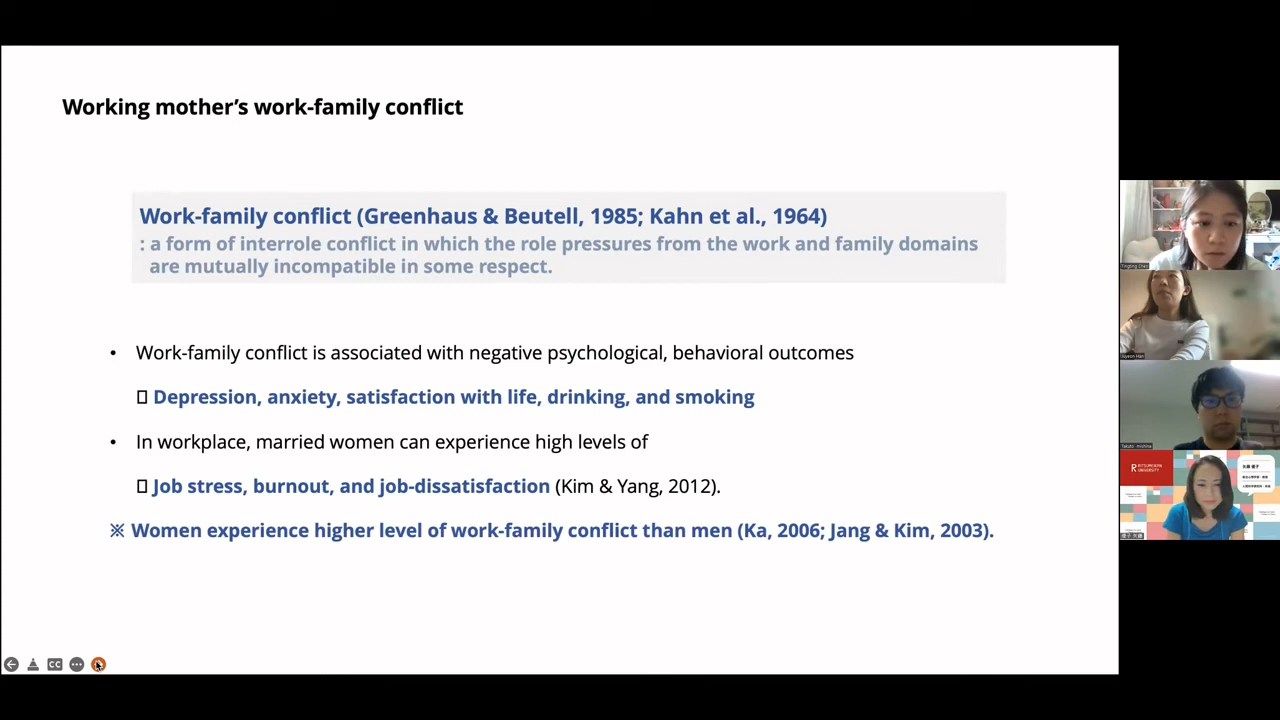 Working mother's work-family conflict
Work-family conflict (Greenhaus & Beutell, 1985; Kahn et al., 1964)
: a form of interrole conflict in which the role pressures from the work and family domains
are mutually incompatible in some respect.
• Work-family conflict is associated with negative psychological, behavioral outcomes
Depression, anxiety, satisfaction with life, drinking, and smoking
• In workplace, married women can experience high levels of
Job stress, burnout, and job-dissatisfaction (Kim & Yang, 2012).
※ Women experience higher level of work-family conflict than men (Ka, 2006; Jang & Kim, 2003).
CC
R RITSUMEIKAN
UNIVERSITY